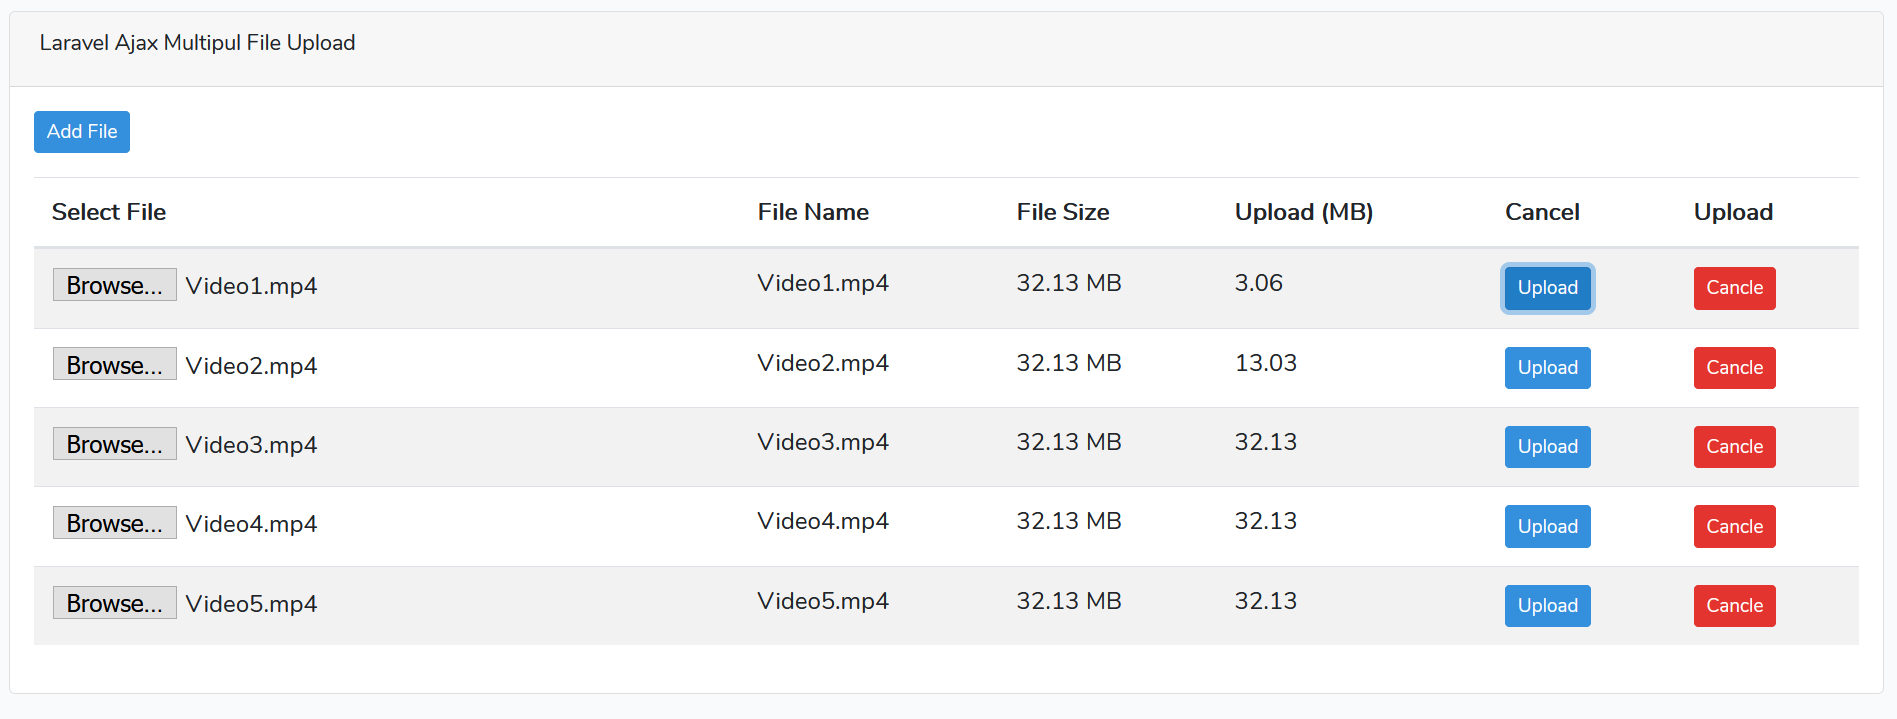 Laravel Ajax Multipul File Upload
Add File
Select File File Name File Size Upload (MB) Cancel Upload
Browse... Video1.mp4 Video1.mp4 32.13 MB 3.06 Upload Cancle
Browse... Video2.mp4 Video2.mp4 32.13 MB 13.03 Upload Cancle
Browse... Video3.mp4 Video3.mp4 32.13 MB 32.13 Upload Cancle
Browse... Video4.mp4 Video4.mp4 32.13 MB 32.13 Upload Cancle
Browse... Video5.mp4 Video5.mp4 32.13 MB 32.13 Upload Cancle